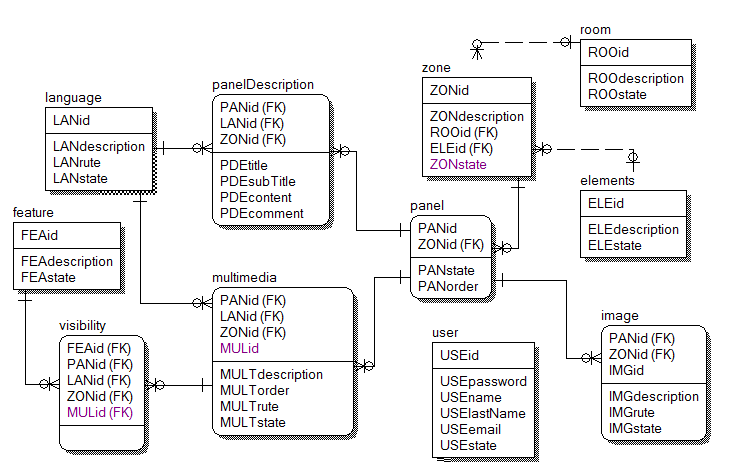 room
ROOid
ROOdescription
ROOstate
zone
ZONid
ZONdescription
ROOid (FK)
ELEid (FK)
ZONstate
panelDescription
PANid (FK)
LANid (FK)
ZONid (FK)
PDEtitle
PDEsubTitle
PDEcontent
PDEcomment
language
LANid
LANdescription
LANrute
LANstate
elements
ELEid
ELEdescription
ELEstate
feature
FEAid
FEAdescription
FEAstate
panel
PANid
ZONid (FK)
PANstate
PANorder
multimedia
PANid (FK)
LANid (FK)
ZONid (FK)
MULid
MULTdescription
MULTorder
MULTrute
MULTstate
visibility
FEAid (FK)
PANid (FK)
LANid (FK)
ZONid (FK)
MULid (FK)
user
USEid
USEpassword
USEname
USElastName
USEemail
USEstate
image
PANid (FK)
ZONid (FK)
IMGid
IMGdescription
IMGrute
IMGstate